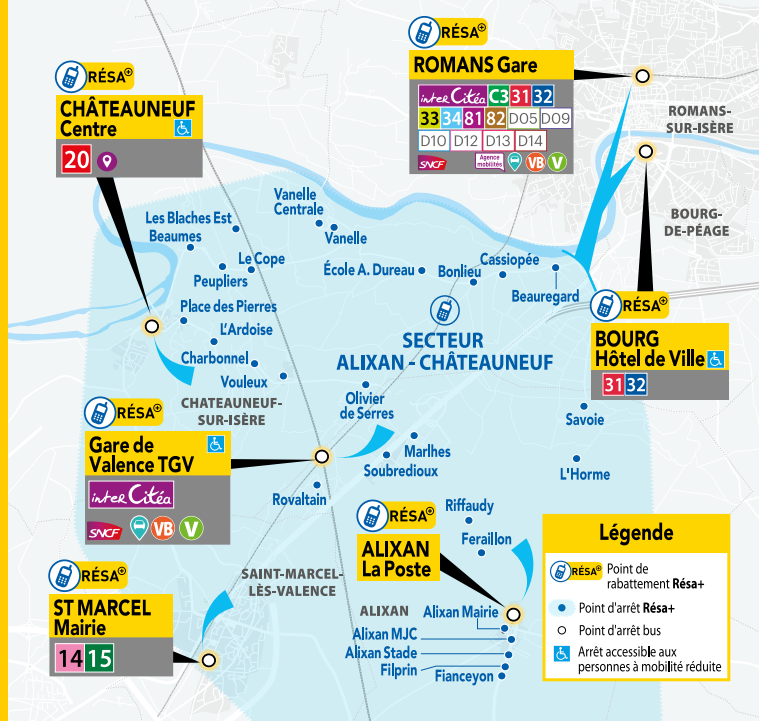 RÉSA⊕
CHÂTEAUNEUF
Centre
20
RÉSA⊕
ROMANS Gare
inter Citéa C3 31 32
33 34 81 82 D05 D09
D10 D12 D13 D14
SNCF Agence mobilités VB V
ROMANS-
SUR-ISÈRE
BOURG-
DE-PÉAGE
Vanelle
Centrale
Vanelle
Les Blaches Est
Beaumes
Le Cope
Peupliers
École A. Dureau
Bonlieu
Cassiopée
Beauregard
Place des Pierres
L'Ardoise
Charbonnel
Vouleux
CHATEAUNEUF-
SUR-ISÈRE
SECTEUR
ALIXAN - CHÂTEAUNEUF
RÉSA⊕
BOURG
Hôtel de Ville
31 32
Olivier
de Serres
Savoie
RÉSA⊕
Gare de
Valence TGV
inter Citéa
SNCF VB V
Marlhes
Soubredioux
L'Horme
Rovaltain
RÉSA⊕
ALIXAN
La Poste
Riffaudy
Feraillon
RÉSA⊕
ST MARCEL
Mairie
14 15
SAINT-MARCEL-
LÈS-VALENCE
ALIXAN
Alixan Mairie
Alixan MJC
Alixan Stade
Filprin
Fianceyon
Légende
RÉSA⊕ Point de
rabattement Résa+
Point d'arrêt Résa+
Point d'arrêt bus
Arrêt accessible aux
personnes à mobilité réduite